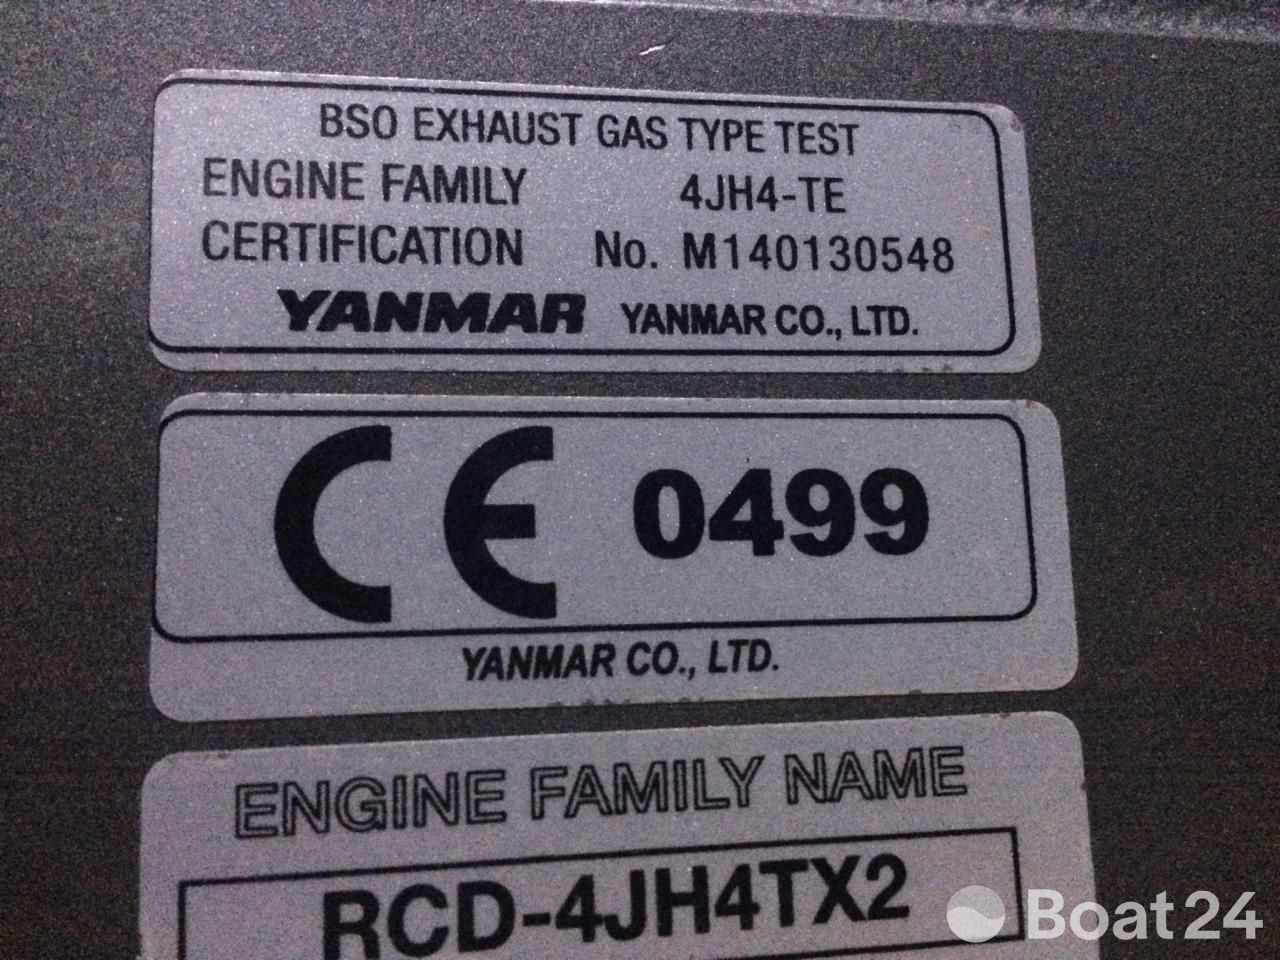 BSO EXHAUST GAS TYPE TEST
ENGINE FAMILY 4JH4-TE
CERTIFICATION No. M140130548
YANMAR YANMAR CO., LTD.
CE 0499
YANMAR CO., LTD.
ENGINE FAMILY NAME
RCD-4JH4TX2
Boat24